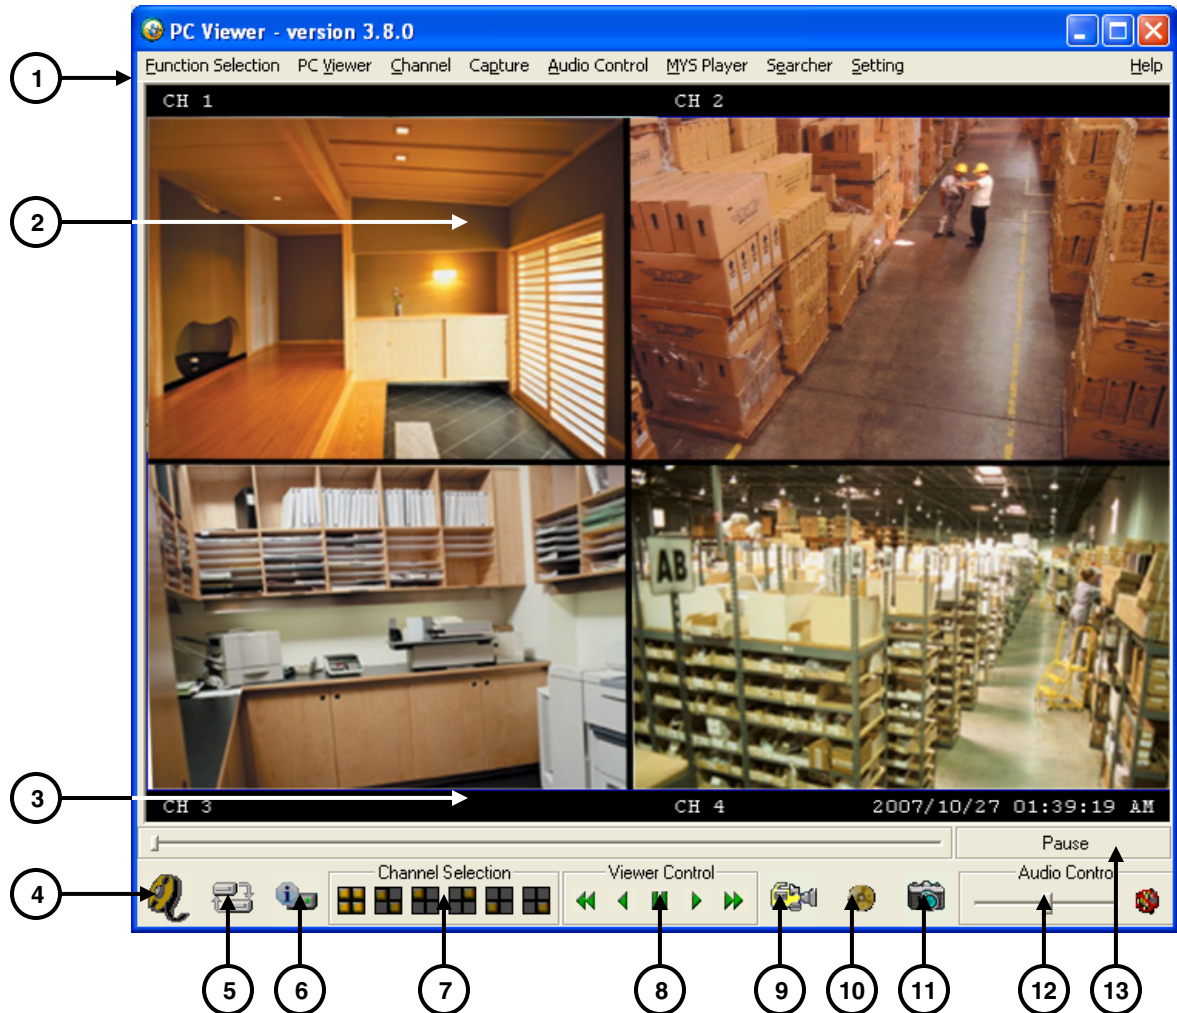 PC Viewer - version 3.8.0
Function Selection PC Viewer Channel Capture Audio Control MYS Player Searcher Setting Help
1
CH 1 CH 2
2
AB
3
CH 3 CH 4 2007/10/27 01:39:19 AM
Pause
Channel Selection Viewer Control Audio Control
4
5 6 7 8 9 10 11 12 13